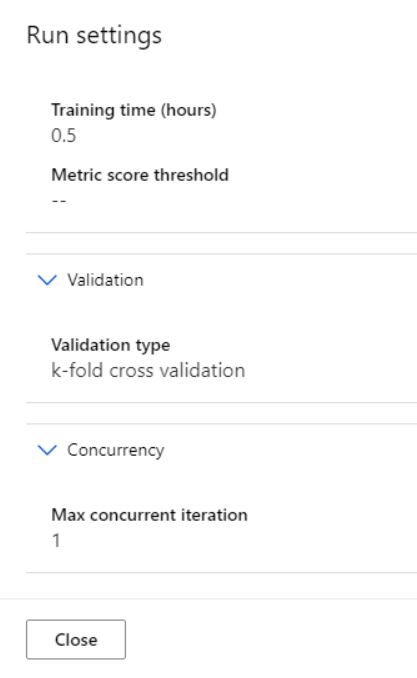 Run settings
Training time (hours)
0.5
Metric score threshold
--
Validation
Validation type
k-fold cross validation
Concurrency
Max concurrent iteration
1
Close